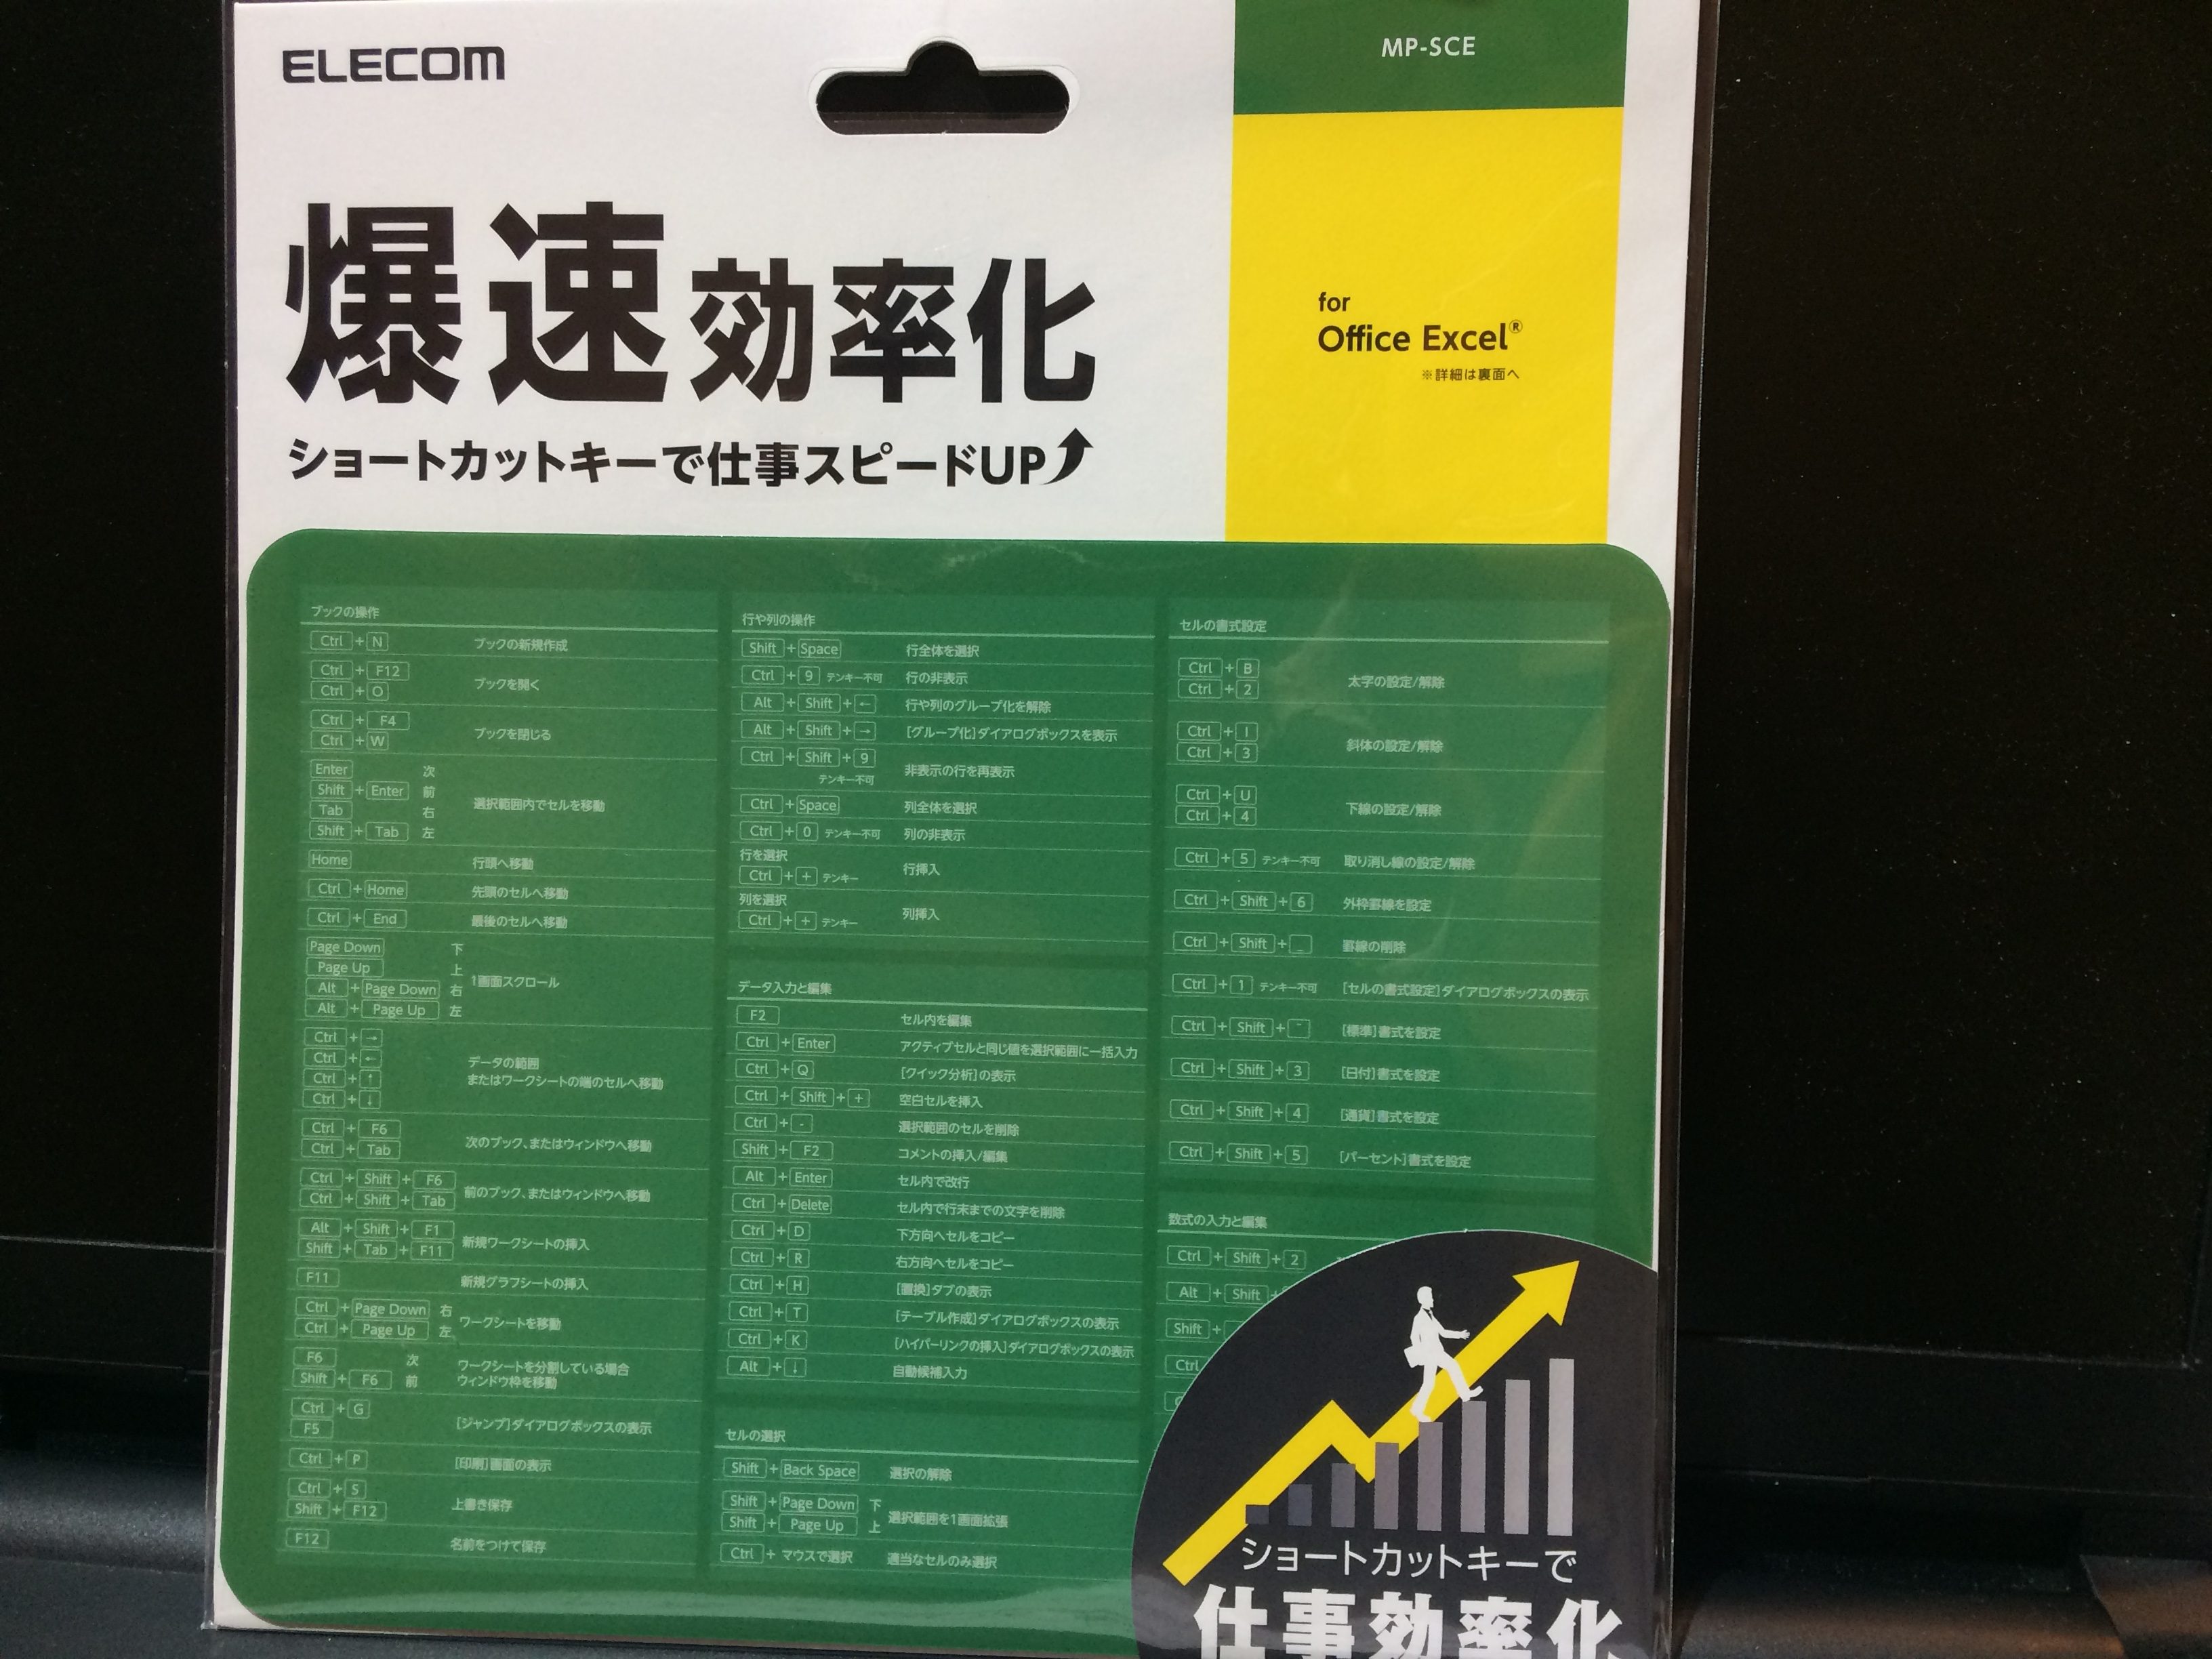 ELECOM
MP-SCE
爆速効率化
ショートカットキーで仕事スピードUP
for
Office Excel®
※詳細は裏面へ
ブックの操作
Ctrl + N ブックの新規作成
Ctrl + F12
Ctrl + O
ブックを開く
Ctrl + F4
Ctrl + W
ブックを閉じる
Enter 次
Shift + Enter 前
Tab 右
Shift + Tab 左
選択範囲内でセルを移動
Home 行頭へ移動
Ctrl + Home 先頭のセルへ移動
Ctrl + End 最後のセルへ移動
Page Down 下
Page Up 上
Alt + Page Down 右
Alt + Page Up 左
1画面スクロール
Ctrl + →
Ctrl + ←
Ctrl + ↑
Ctrl + ↓
データの範囲
またはワークシートの端のセルへ移動
Ctrl + F6
Ctrl + Tab
次のブック、またはウィンドウへ移動
Ctrl + Shift + F6
Ctrl + Shift + Tab
前のブック、またはウィンドウへ移動
Alt + Shift + F1
Shift + Tab + F11
新規ワークシートの挿入
F11 新規グラフシートの挿入
Ctrl + Page Down 右
Ctrl + Page Up 左
ワークシートを移動
F6 次
Shift + F6 前
ワークシートを分割している場合
ウィンドウ枠を移動
Ctrl + G
F5
[ジャンプ]ダイアログボックスの表示
Ctrl + P [印刷]画面の表示
Ctrl + S
Shift + F12
上書き保存
F12 名前をつけて保存
行や列の操作
Shift + Space 行全体を選択
Ctrl + 9 テンキー不可 行の非表示
Alt + Shift + ← 行や列のグループ化を解除
Alt + Shift + → [グループ化]ダイアログボックスを表示
Ctrl + Shift + 9
テンキー不可
非表示の行を再表示
Ctrl + Space 列全体を選択
Ctrl + 0 テンキー不可 列の非表示
行を選択
Ctrl + + テンキー
行挿入
列を選択
Ctrl + + テンキー
列挿入
データ入力と編集
F2 セル内を編集
Ctrl + Enter アクティブセルと同じ値を選択範囲に一括入力
Ctrl + Q [クイック分析]の表示
Ctrl + Shift + + 空白セルを挿入
Ctrl + - 選択範囲のセルを削除
Shift + F2 コメントの挿入/編集
Alt + Enter セル内で改行
Ctrl + Delete セル内で行末までの文字を削除
Ctrl + D 下方向へセルをコピー
Ctrl + R 右方向へセルをコピー
Ctrl + H [置換]タブの表示
Ctrl + T [テーブル作成]ダイアログボックスの表示
Ctrl + K [ハイパーリンクの挿入]ダイアログボックスの表示
Alt + ↓ 自動候補入力
セルの選択
Shift + Back Space 選択の解除
Shift + Page Down 下
Shift + Page Up 上
選択範囲を1画面拡張
Ctrl + マウスで選択 適当なセルのみ選択
セルの書式設定
Ctrl + B
Ctrl + 2
太字の設定/解除
Ctrl + I
Ctrl + 3
斜体の設定/解除
Ctrl + U
Ctrl + 4
下線の設定/解除
Ctrl + 5 テンキー不可 取り消し線の設定/解除
Ctrl + Shift + 6 外枠罫線を設定
Ctrl + Shift + _ 罫線の削除
Ctrl + 1 テンキー不可 [セルの書式設定]ダイアログボックスの表示
Ctrl + Shift + ~ [標準]書式を設定
Ctrl + Shift + 3 [日付]書式を設定
Ctrl + Shift + 4 [通貨]書式を設定
Ctrl + Shift + 5 [パーセント]書式を設定
数式の入力と編集
Ctrl + Shift + 2
Alt + Shift +
Shift +
Ctrl
ショートカットキーで
仕事効率化